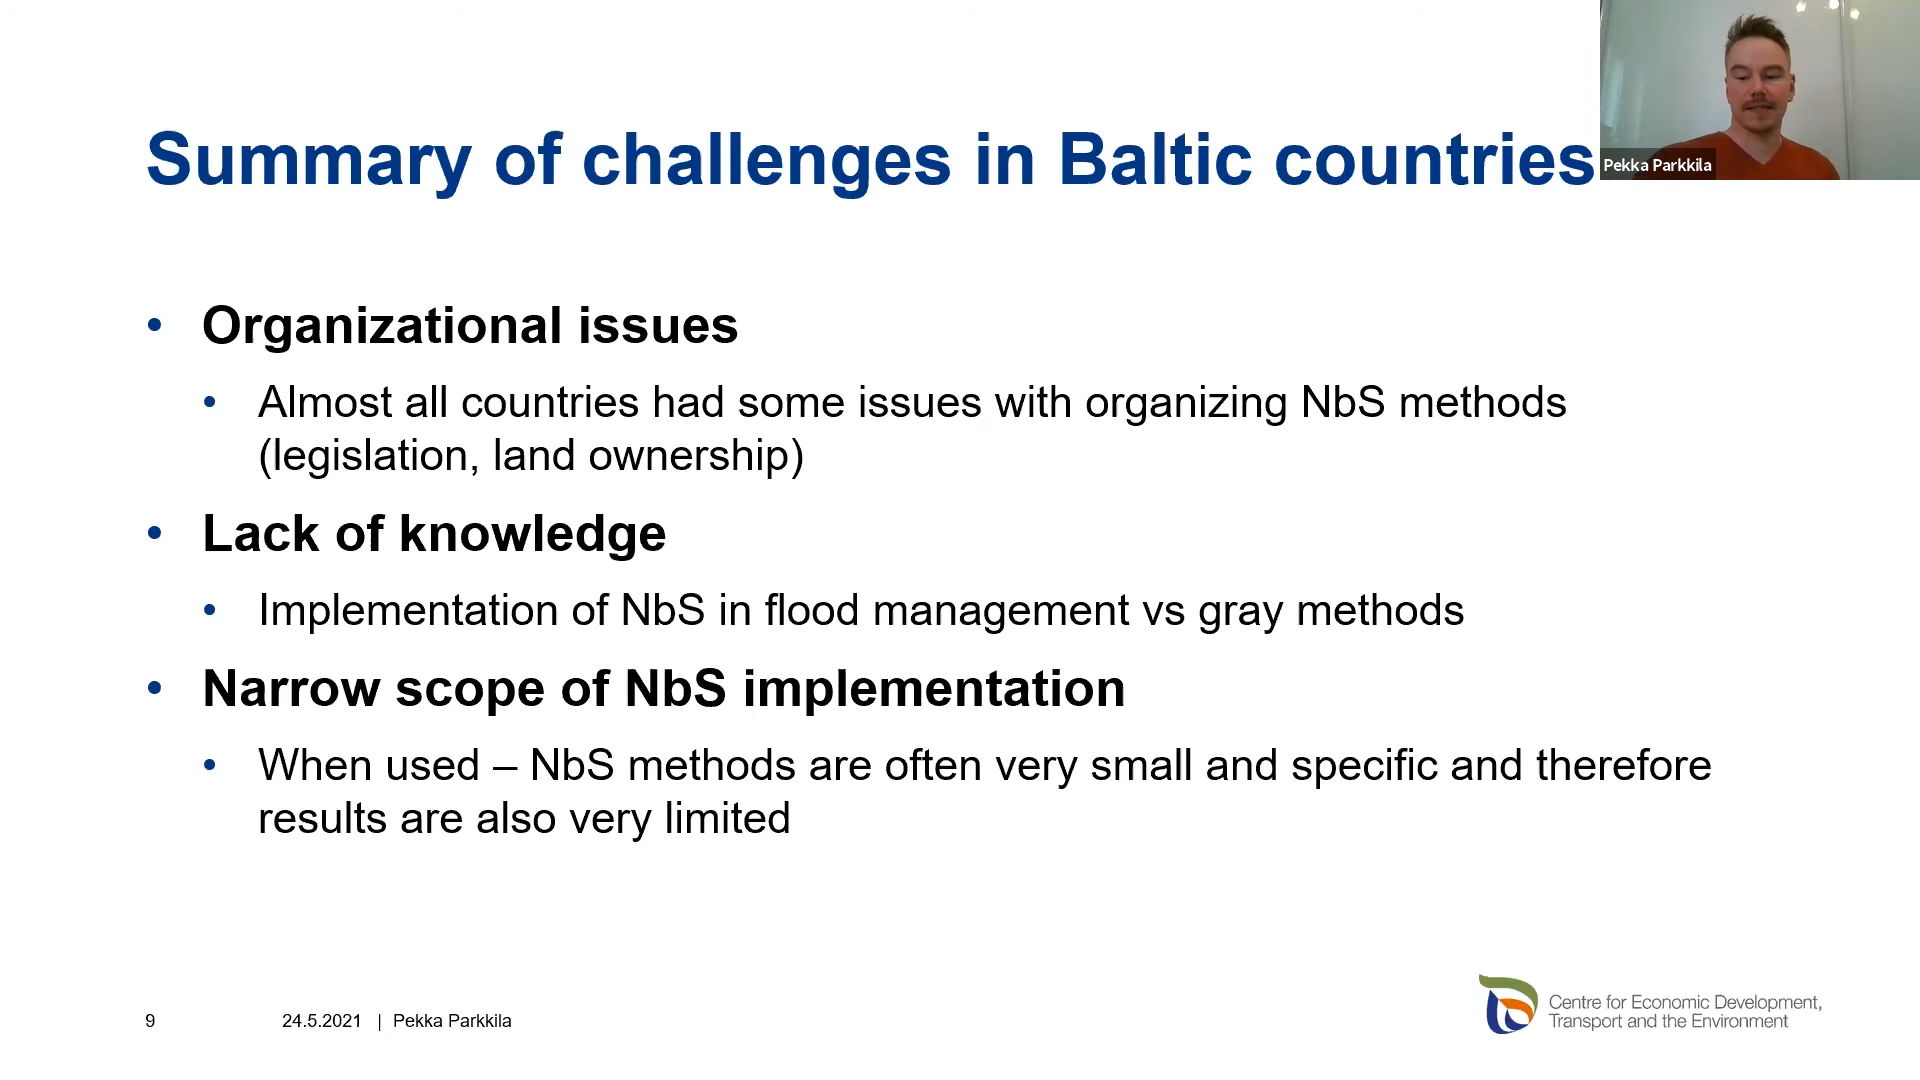 Summary of challenges in Baltic countries
Pekka Parkkila
• Organizational issues
• Almost all countries had some issues with organizing NbS methods
(legislation, land ownership)
• Lack of knowledge
• Implementation of NbS in flood management vs gray methods
• Narrow scope of NbS implementation
• When used – NbS methods are often very small and specific and therefore
results are also very limited
9 24.5.2021 | Pekka Parkkila
Centre for Economic Development,
Transport and the Environment